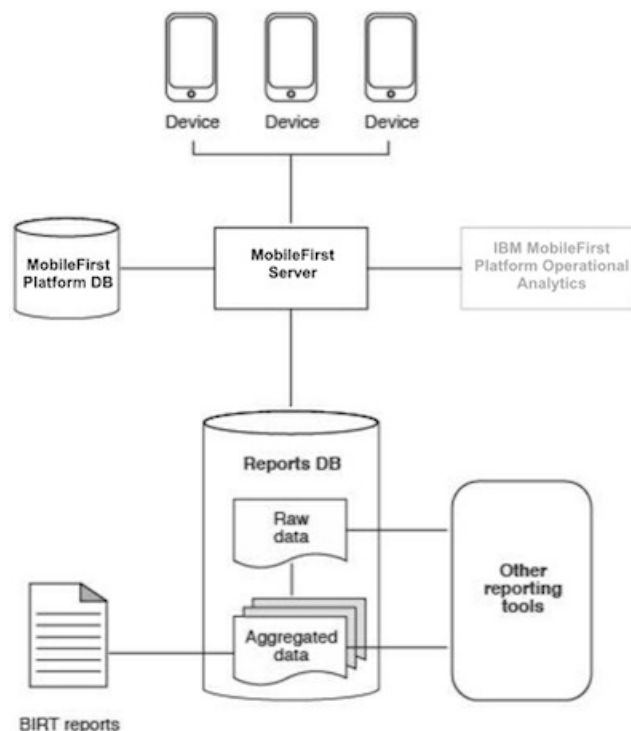 Device
Device
Device
MobileFirst
Platform DB
MobileFirst
Server
IBM MobileFirst
Platform Operational
Analytics
Reports DB
Raw
data
Other
reporting
tools
Aggregated
data
BIRT reports